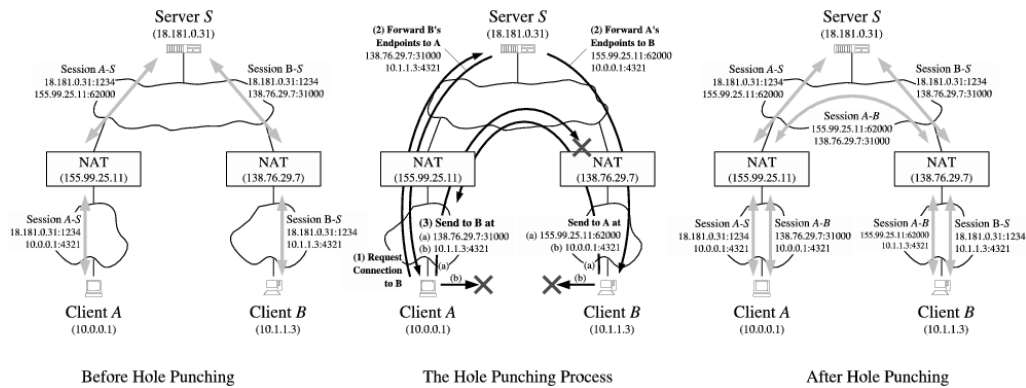 Server S
(18.181.0.31)
Session A-S
18.181.0.31:1234
155.99.25.11:62000
Session B-S
18.181.0.31:1234
138.76.29.7:31000
NAT
(155.99.25.11)
NAT
(138.76.29.7)
Session A-S
18.181.0.31:1234
10.0.0.1:4321
Session B-S
18.181.0.31:1234
10.1.1.3:4321
Client A
(10.0.0.1)
Client B
(10.1.1.3)
Before Hole Punching
Server S
(18.181.0.31)
(2) Forward B's
Endpoints to A
138.76.29.7:31000
10.1.1.3:4321
(2) Forward A's
Endpoints to B
155.99.25.11:62000
10.0.0.1:4321
NAT
(155.99.25.11)
NAT
(138.76.29.7)
(3) Send to B at
(a) 138.76.29.7:31000
(b) 10.1.1.3:4321
Send to A at
(a) 155.99.25.11:62000
(b) 10.0.0.1:4321
(1) Request
Connection
to B
(a)
(b)
(a)
(b)
Client A
(10.0.0.1)
Client B
(10.1.1.3)
The Hole Punching Process
Server S
(18.181.0.31)
Session A-S
18.181.0.31:1234
155.99.25.11:62000
Session B-S
18.181.0.31:1234
138.76.29.7:31000
Session A-B
155.99.25.11:62000
138.76.29.7:31000
NAT
(155.99.25.11)
NAT
(138.76.29.7)
Session A-S
18.181.0.31:1234
10.0.0.1:4321
Session A-B
138.76.29.7:31000
10.0.0.1:4321
Session A-B
155.99.25.11:62000
10.1.1.3:4321
Session B-S
18.181.0.31:1234
10.1.1.3:4321
Client A
(10.0.0.1)
Client B
(10.1.1.3)
After Hole Punching